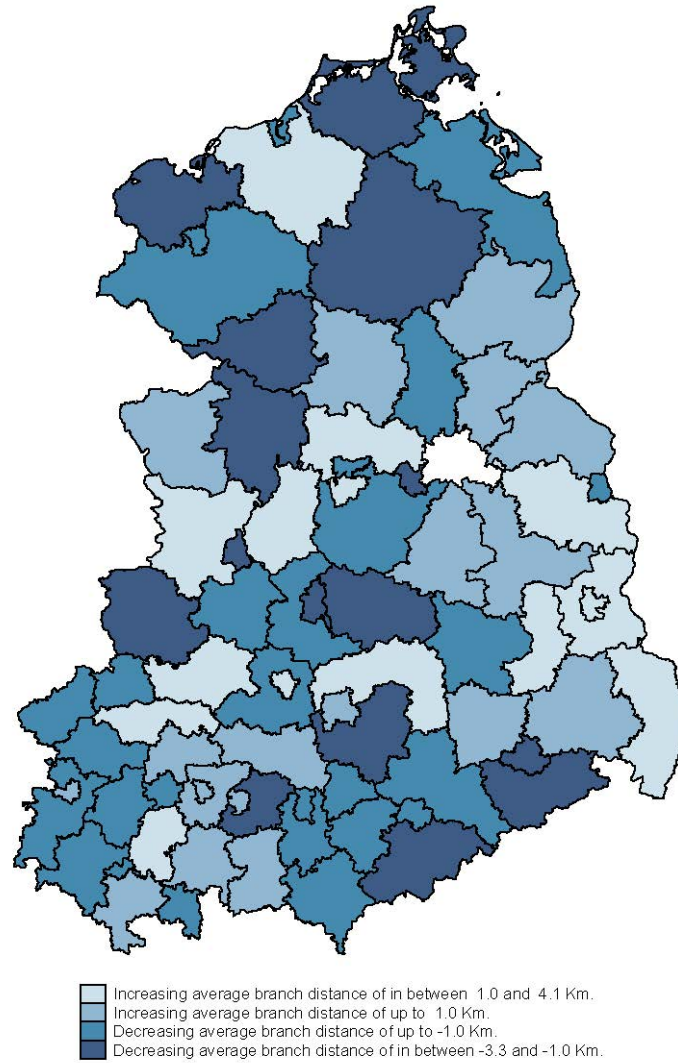 Increasing average branch distance of in between 1.0 and 4.1 Km.
Increasing average branch distance of up to 1.0 Km.
Decreasing average branch distance of up to -1.0 Km.
Decreasing average branch distance of in between -3.3 and -1.0 Km.